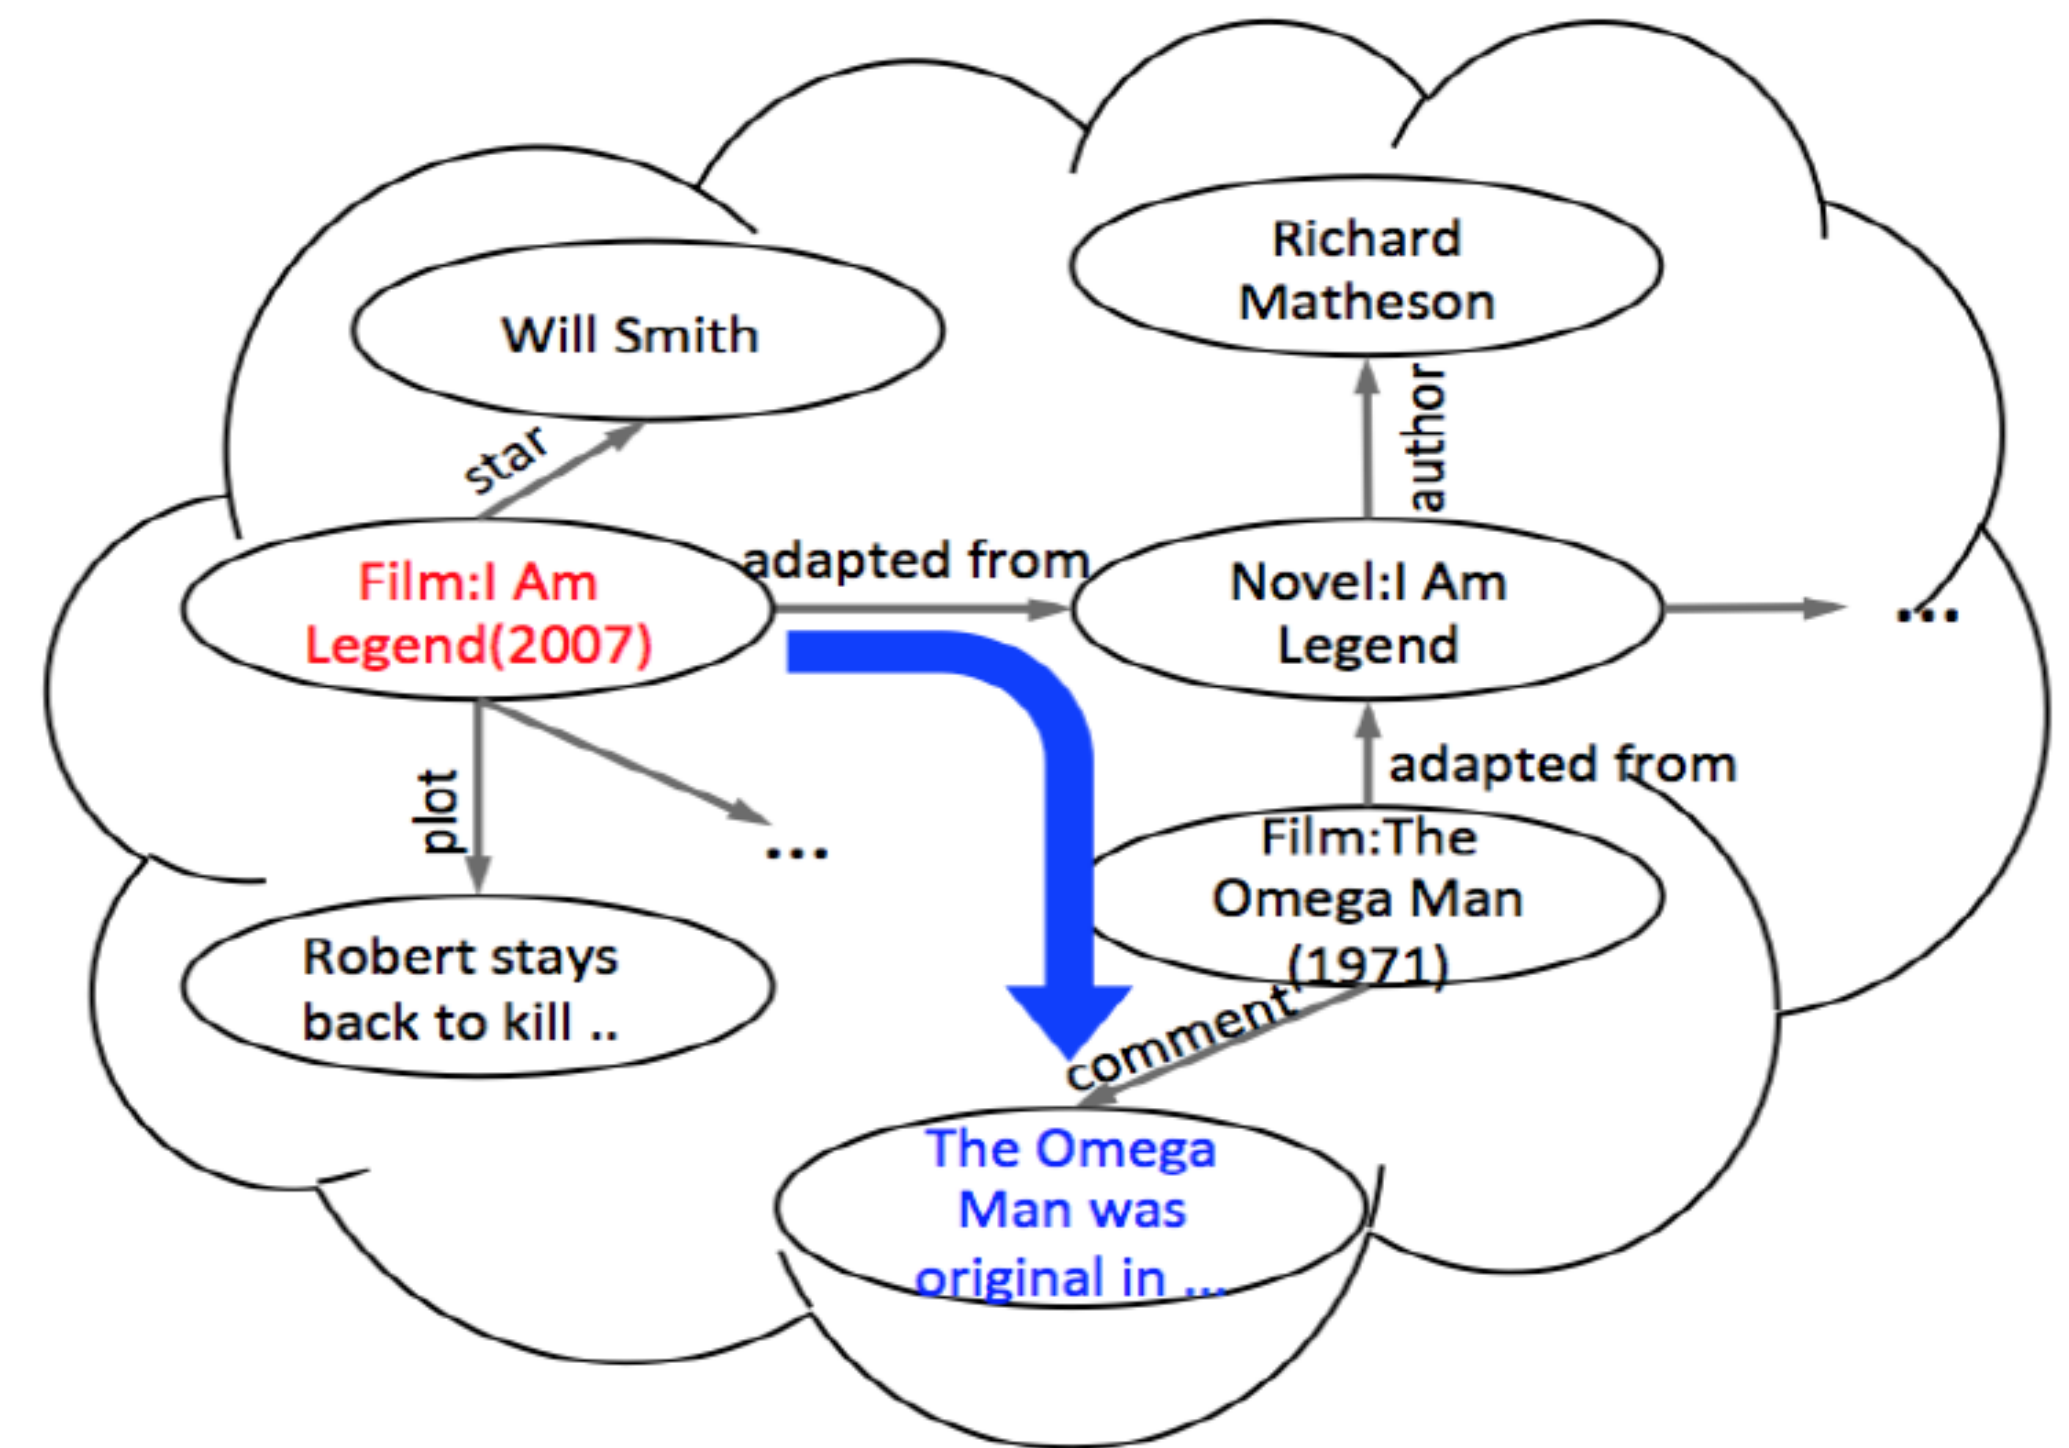 Richard
Matheson
Will Smith
author
star
adapted from
Film:I Am
Legend(2007)
Novel:I Am
Legend
...
plot
...
adapted from
Film:The
Omega Man
(1971)
Robert stays
back to kill ..
comment
The Omega
Man was
original in ...